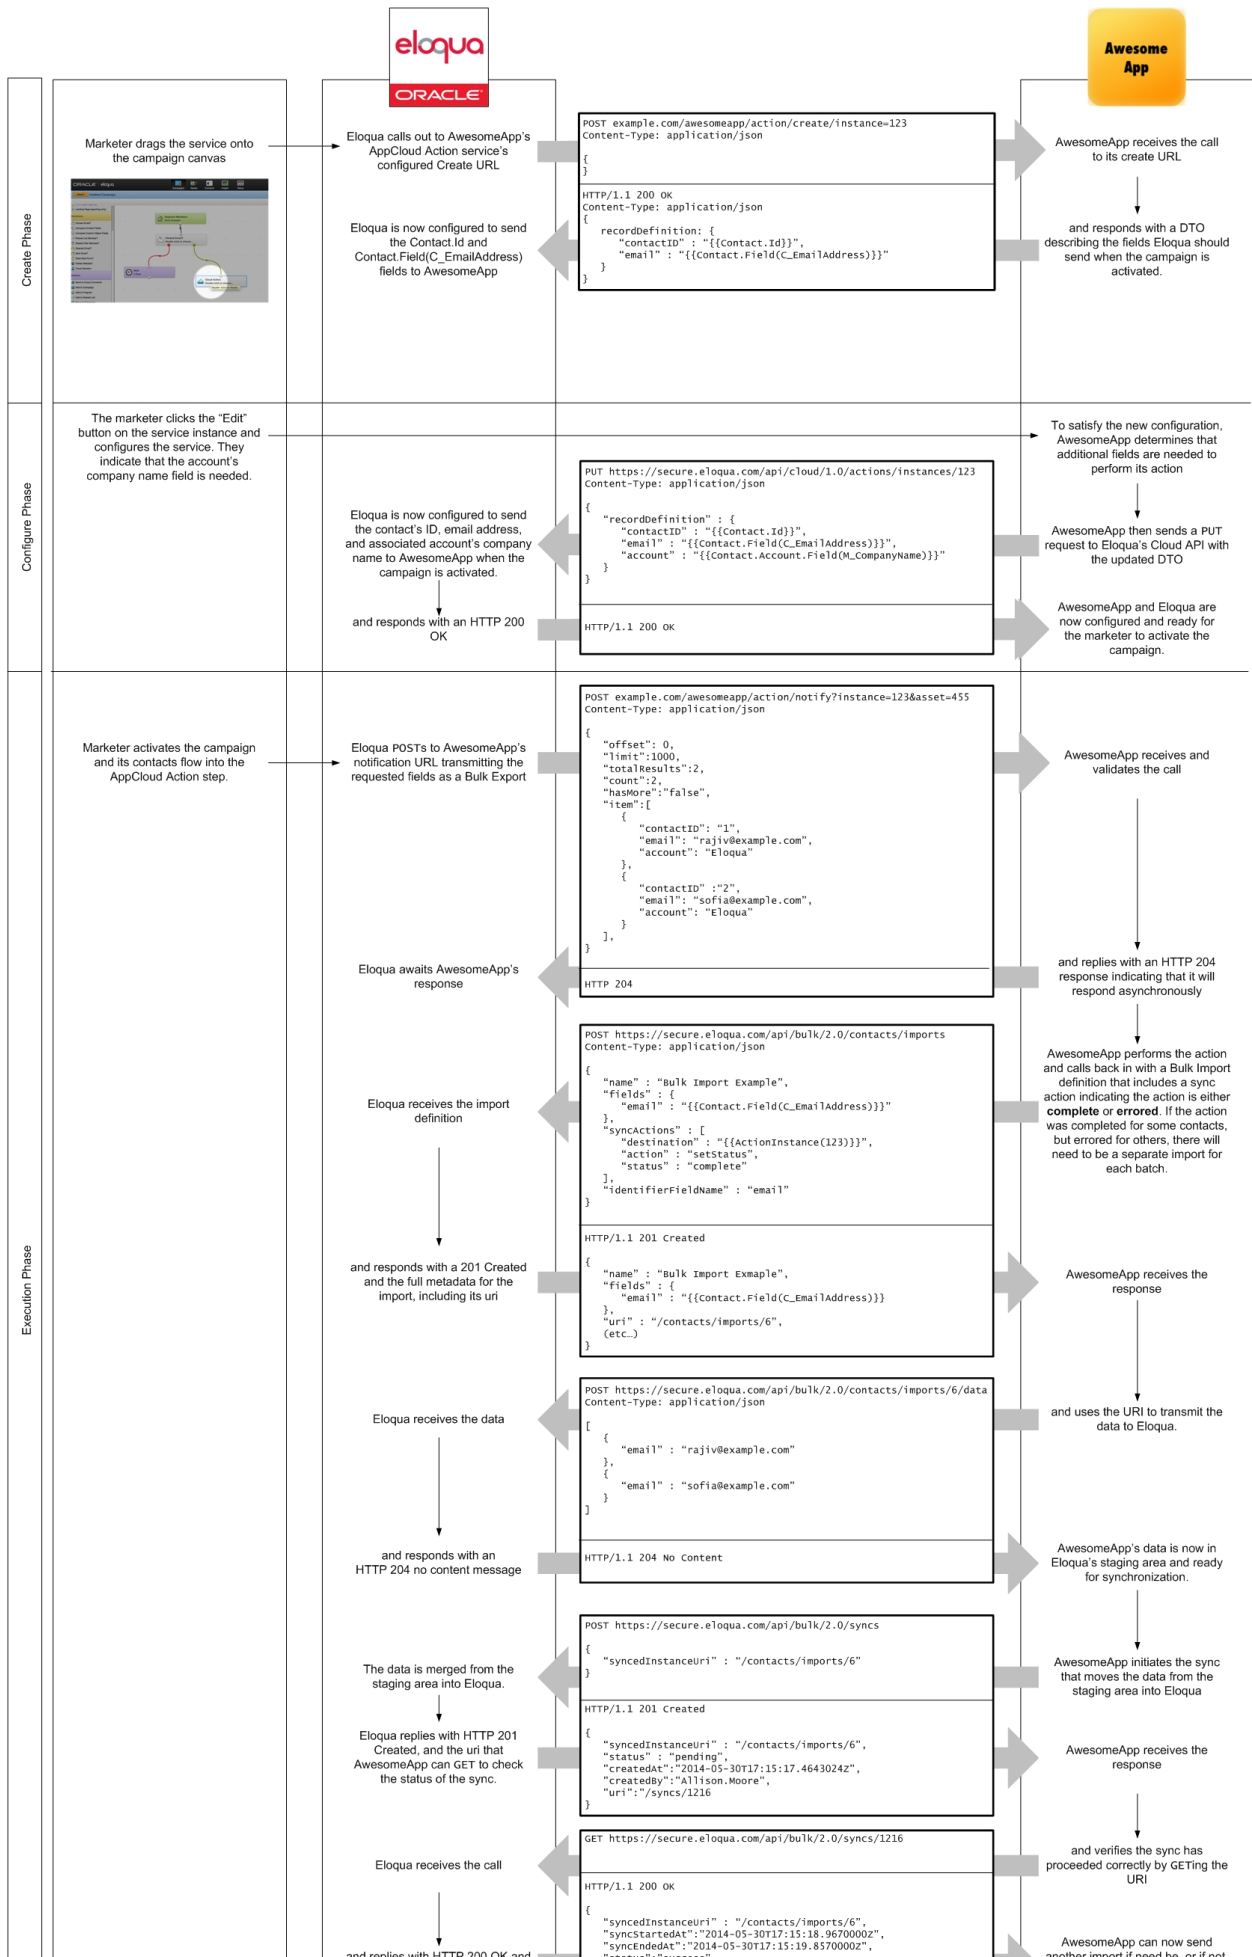 eloqua
ORACLE
Awesome
App
Create Phase
Marketer drags the service onto
the campaign canvas
Eloqua calls out to AwesomeApp's
AppCloud Action service's
configured Create URL
POST example.com/awesomeapp/action/create/instance=123
Content-Type: application/json
{
}
AwesomeApp receives the call
to its create URL
HTTP/1.1 200 OK
Content-Type: application/json
{
recordDefinition: {
"contactID" : "{{Contact.Id}}",
"email" : "{{Contact.Field(C_EmailAddress)}}"
}
}
Eloqua is now configured to send
the Contact.Id and
Contact.Field(C_EmailAddress)
fields to AwesomeApp
and responds with a DTO
describing the fields Eloqua should
send when the campaign is
activated.
Configure Phase
The marketer clicks the "Edit"
button on the service instance and
configures the service. They
indicate that the account's
company name field is needed.
To satisfy the new configuration,
AwesomeApp determines that
additional fields are needed to
perform its action
PUT https://secure.eloqua.com/api/cloud/1.0/actions/instances/123
Content-Type: application/json
{
"recordDefinition" : {
"contactID" : "{{Contact.Id}}",
"email" : "{{Contact.Field(C_EmailAddress)}}",
"account" : "{{Contact.Account.Field(M_CompanyName)}}"
}
}
Eloqua is now configured to send
the contact's ID, email address,
and associated account's company
name to AwesomeApp when the
campaign is activated.
AwesomeApp then sends a PUT
request to Eloqua's Cloud API with
the updated DTO
and responds with an HTTP 200
OK
HTTP/1.1 200 OK
AwesomeApp and Eloqua are
now configured and ready for
the marketer to activate the
campaign.
Execution Phase
Marketer activates the campaign
and its contacts flow into the
AppCloud Action step.
Eloqua POSTs to AwesomeApp's
notification URL transmitting the
requested fields as a Bulk Export
POST example.com/awesomeapp/action/notify?instance=123&asset=455
Content-Type: application/json
{
"offset": 0,
"limit":1000,
"totalResults":2,
"count":2,
"hasMore":"false",
"item":[
{
"contactID": "1",
"email": "rajiv@example.com",
"account": "Eloqua"
},
{
"contactID" :"2",
"email": "sofia@example.com",
"account": "Eloqua"
}
],
}
AwesomeApp receives and
validates the call
Eloqua awaits AwesomeApp's
response
HTTP 204
and replies with an HTTP 204
response indicating that it will
respond asynchronously
POST https://secure.eloqua.com/api/bulk/2.0/contacts/imports
Content-Type: application/json
{
"name" : "Bulk Import Example",
"fields" : {
"email" : "{{Contact.Field(C_EmailAddress)}}"
},
"syncActions" : [
"destination" : "{{ActionInstance(123)}}",
"action" : "setStatus",
"status" : "complete"
],
"identifierFieldName" : "email"
}
Eloqua receives the import
definition
AwesomeApp performs the action
and calls back in with a Bulk Import
definition that includes a sync
action indicating the action is either
complete or errored. If the action
was completed for some contacts,
but errored for others, there will
need to be a separate import for
each batch.
and responds with a 201 Created
and the full metadata for the
import, including its uri
HTTP/1.1 201 Created
{
"name" : "Bulk Import Exmaple",
"fields" : {
"email" : "{{Contact.Field(C_EmailAddress)}}
},
"uri" : "/contacts/imports/6",
(etc…)
}
AwesomeApp receives the
response
POST https://secure.eloqua.com/api/bulk/2.0/contacts/imports/6/data
Content-Type: application/json
[
{
"email" : "rajiv@example.com"
},
{
"email" : "sofia@example.com"
}
]
Eloqua receives the data
and uses the URI to transmit the
data to Eloqua.
and responds with an
HTTP 204 no content message
HTTP/1.1 204 No Content
AwesomeApp's data is now in
Eloqua's staging area and ready
for synchronization.
POST https://secure.eloqua.com/api/bulk/2.0/syncs
{
"syncedInstanceUri" : "/contacts/imports/6"
}
The data is merged from the
staging area into Eloqua.
AwesomeApp initiates the sync
that moves the data from the
staging area into Eloqua
Eloqua replies with HTTP 201
Created, and the uri that
AwesomeApp can GET to check
the status of the sync.
HTTP/1.1 201 Created
{
"syncedInstanceUri" : "/contacts/imports/6",
"status" : "pending",
"createdAt":"2014-05-30T17:15:17.4643024Z",
"createdBy":"Allison.Moore",
"uri":"/syncs/1216
}
AwesomeApp receives the
response
GET https://secure.eloqua.com/api/bulk/2.0/syncs/1216
Eloqua receives the call
and verifies the sync has
proceeded correctly by GETing the
URI
HTTP/1.1 200 OK
{
"syncedInstanceUri" : "/contacts/imports/6",
"syncStartedAt":"2014-05-30T17:15:18.9670000Z",
"syncEndedAt":"2014-05-30T17:15:19.8570000Z",
and replies with HTTP 200 OK and
AwesomeApp can now send
another import if need be, or if not